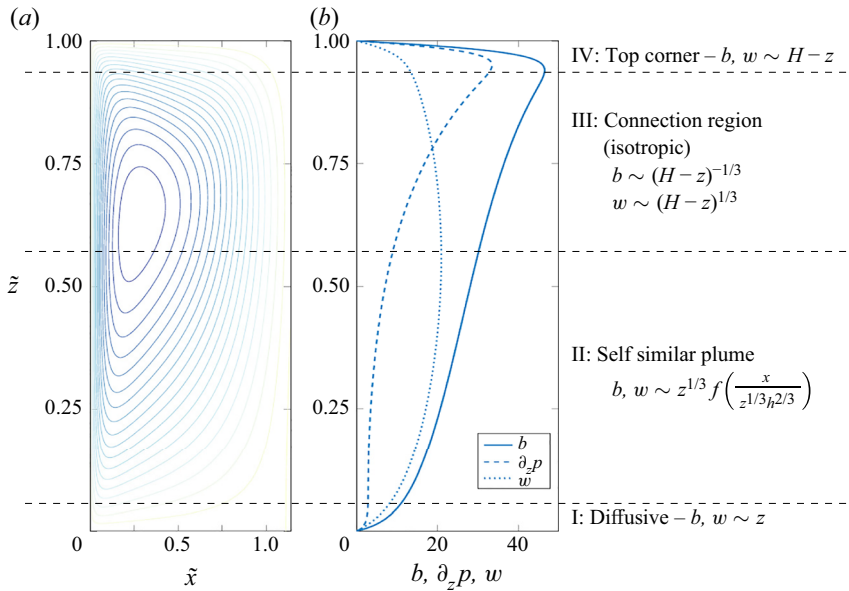 (a)
(b)
1.00
0.75
0.50
0.25
0
0.5
1.0
z̃
x̃
1.00
0.75
0.50
0.25
0
20
40
b, ∂zp, w
b
∂zp
w
IV: Top corner – b, w ∼ H – z
III: Connection region
(isotropic)
b ∼ (H – z)^{–1/3}
w ∼ (H – z)^{1/3}
II: Self similar plume
b, w ∼ z^{1/3} f(x / z^{1/3}h^{2/3})
I: Diffusive – b, w ∼ z